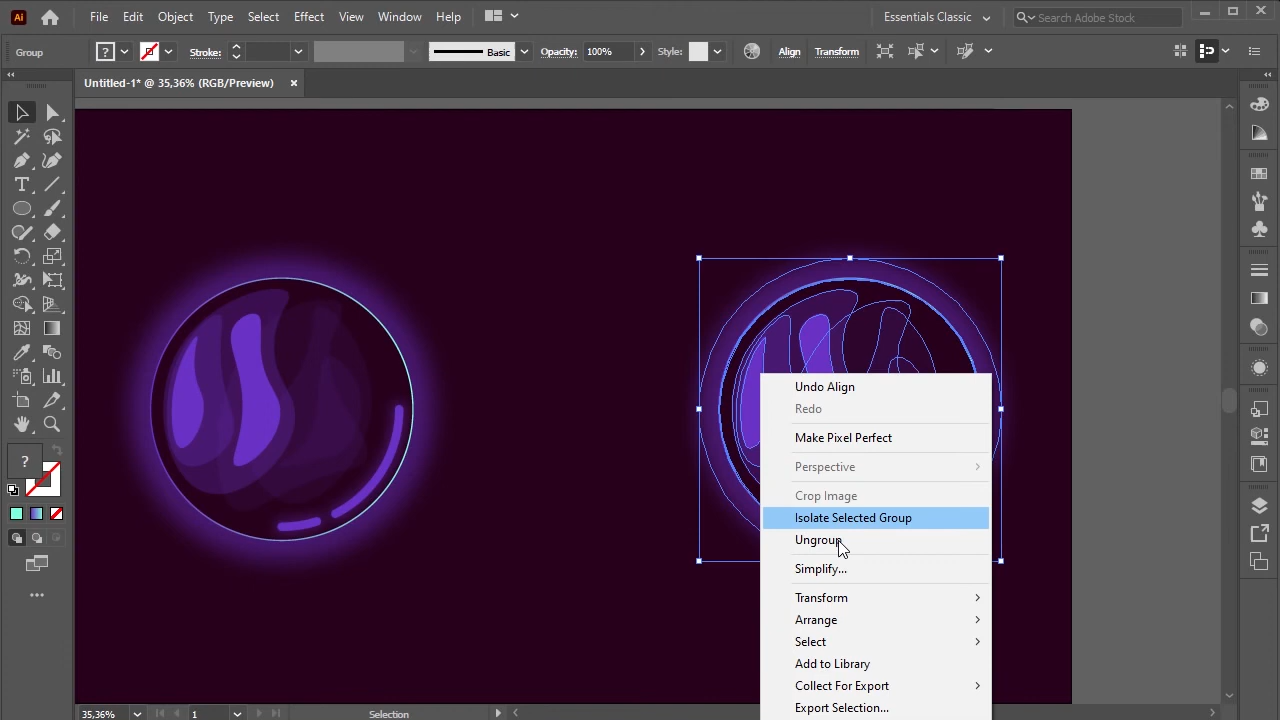 Ai File Edit Object Type Select Effect View Window Help Essentials Classic Search Adobe Stock
Group ? Stroke: Basic Opacity: 100% Style: Align Transform
Untitled-1* @ 35,36% (RGB/Preview)
Undo Align
Redo
Make Pixel Perfect
Perspective
Crop Image
Isolate Selected Group
Ungroup
Simplify...
Transform
Arrange
Select
Add to Library
Collect For Export
Export Selection...
?
35,36% 1 Selection